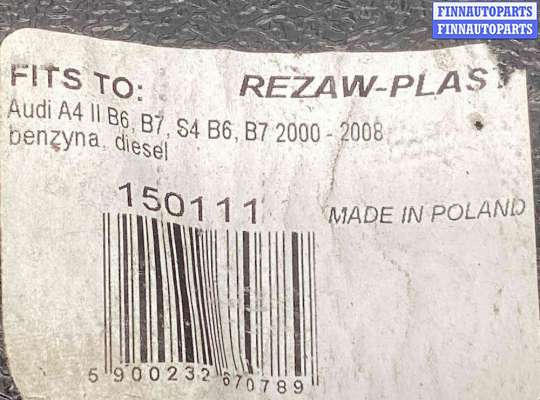 FINNAUTOPARTS
FINNAUTOPARTS
FITS TO:
REZAW-PLAST
Audi A4 II B6, B7, S4 B6, B7 2000 - 2008
benzyna, diesel
150111
MADE IN POLAND
5 900232 670789